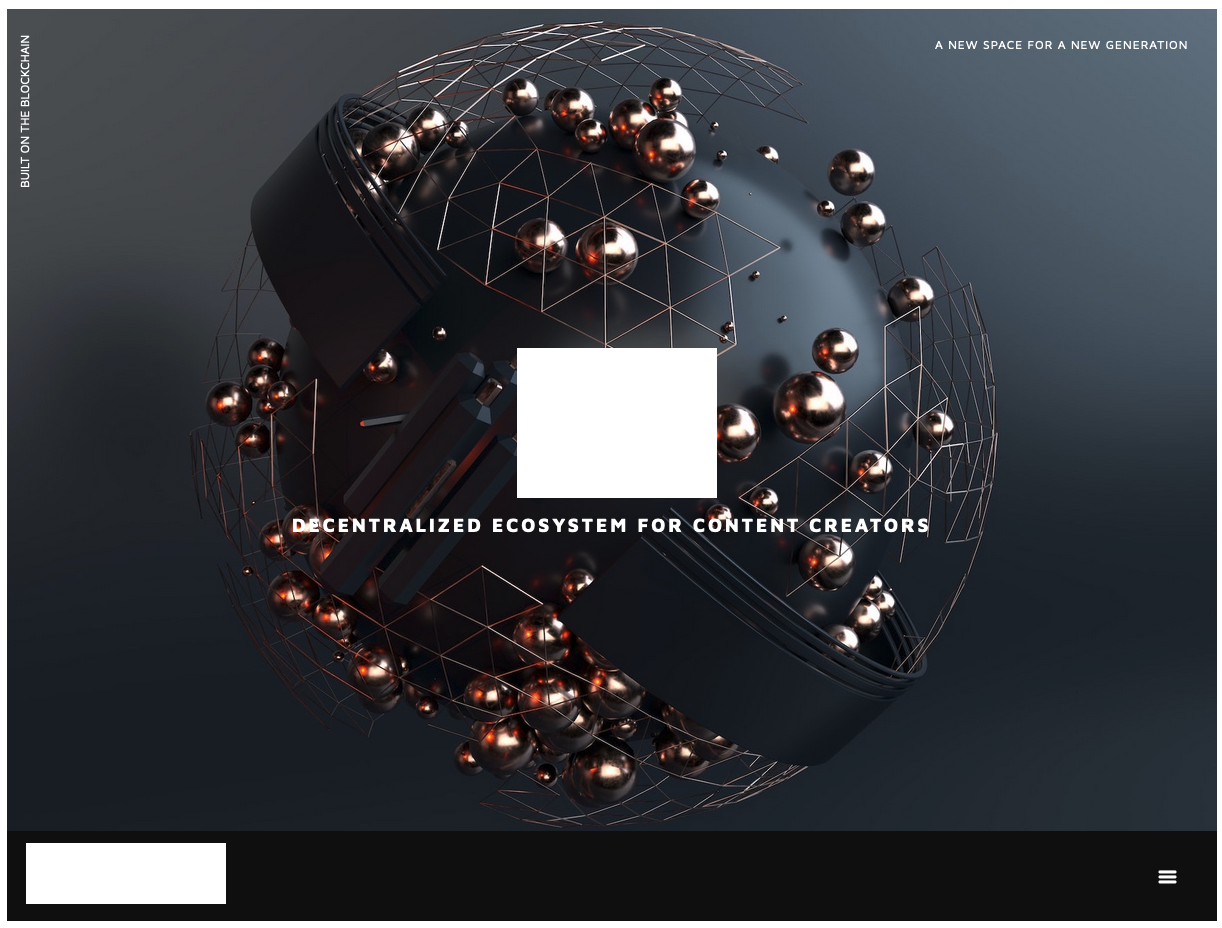 BUILT ON THE BLOCKCHAIN
A NEW SPACE FOR A NEW GENERATION
DECENTRALIZED ECOSYSTEM FOR CONTENT CREATORS